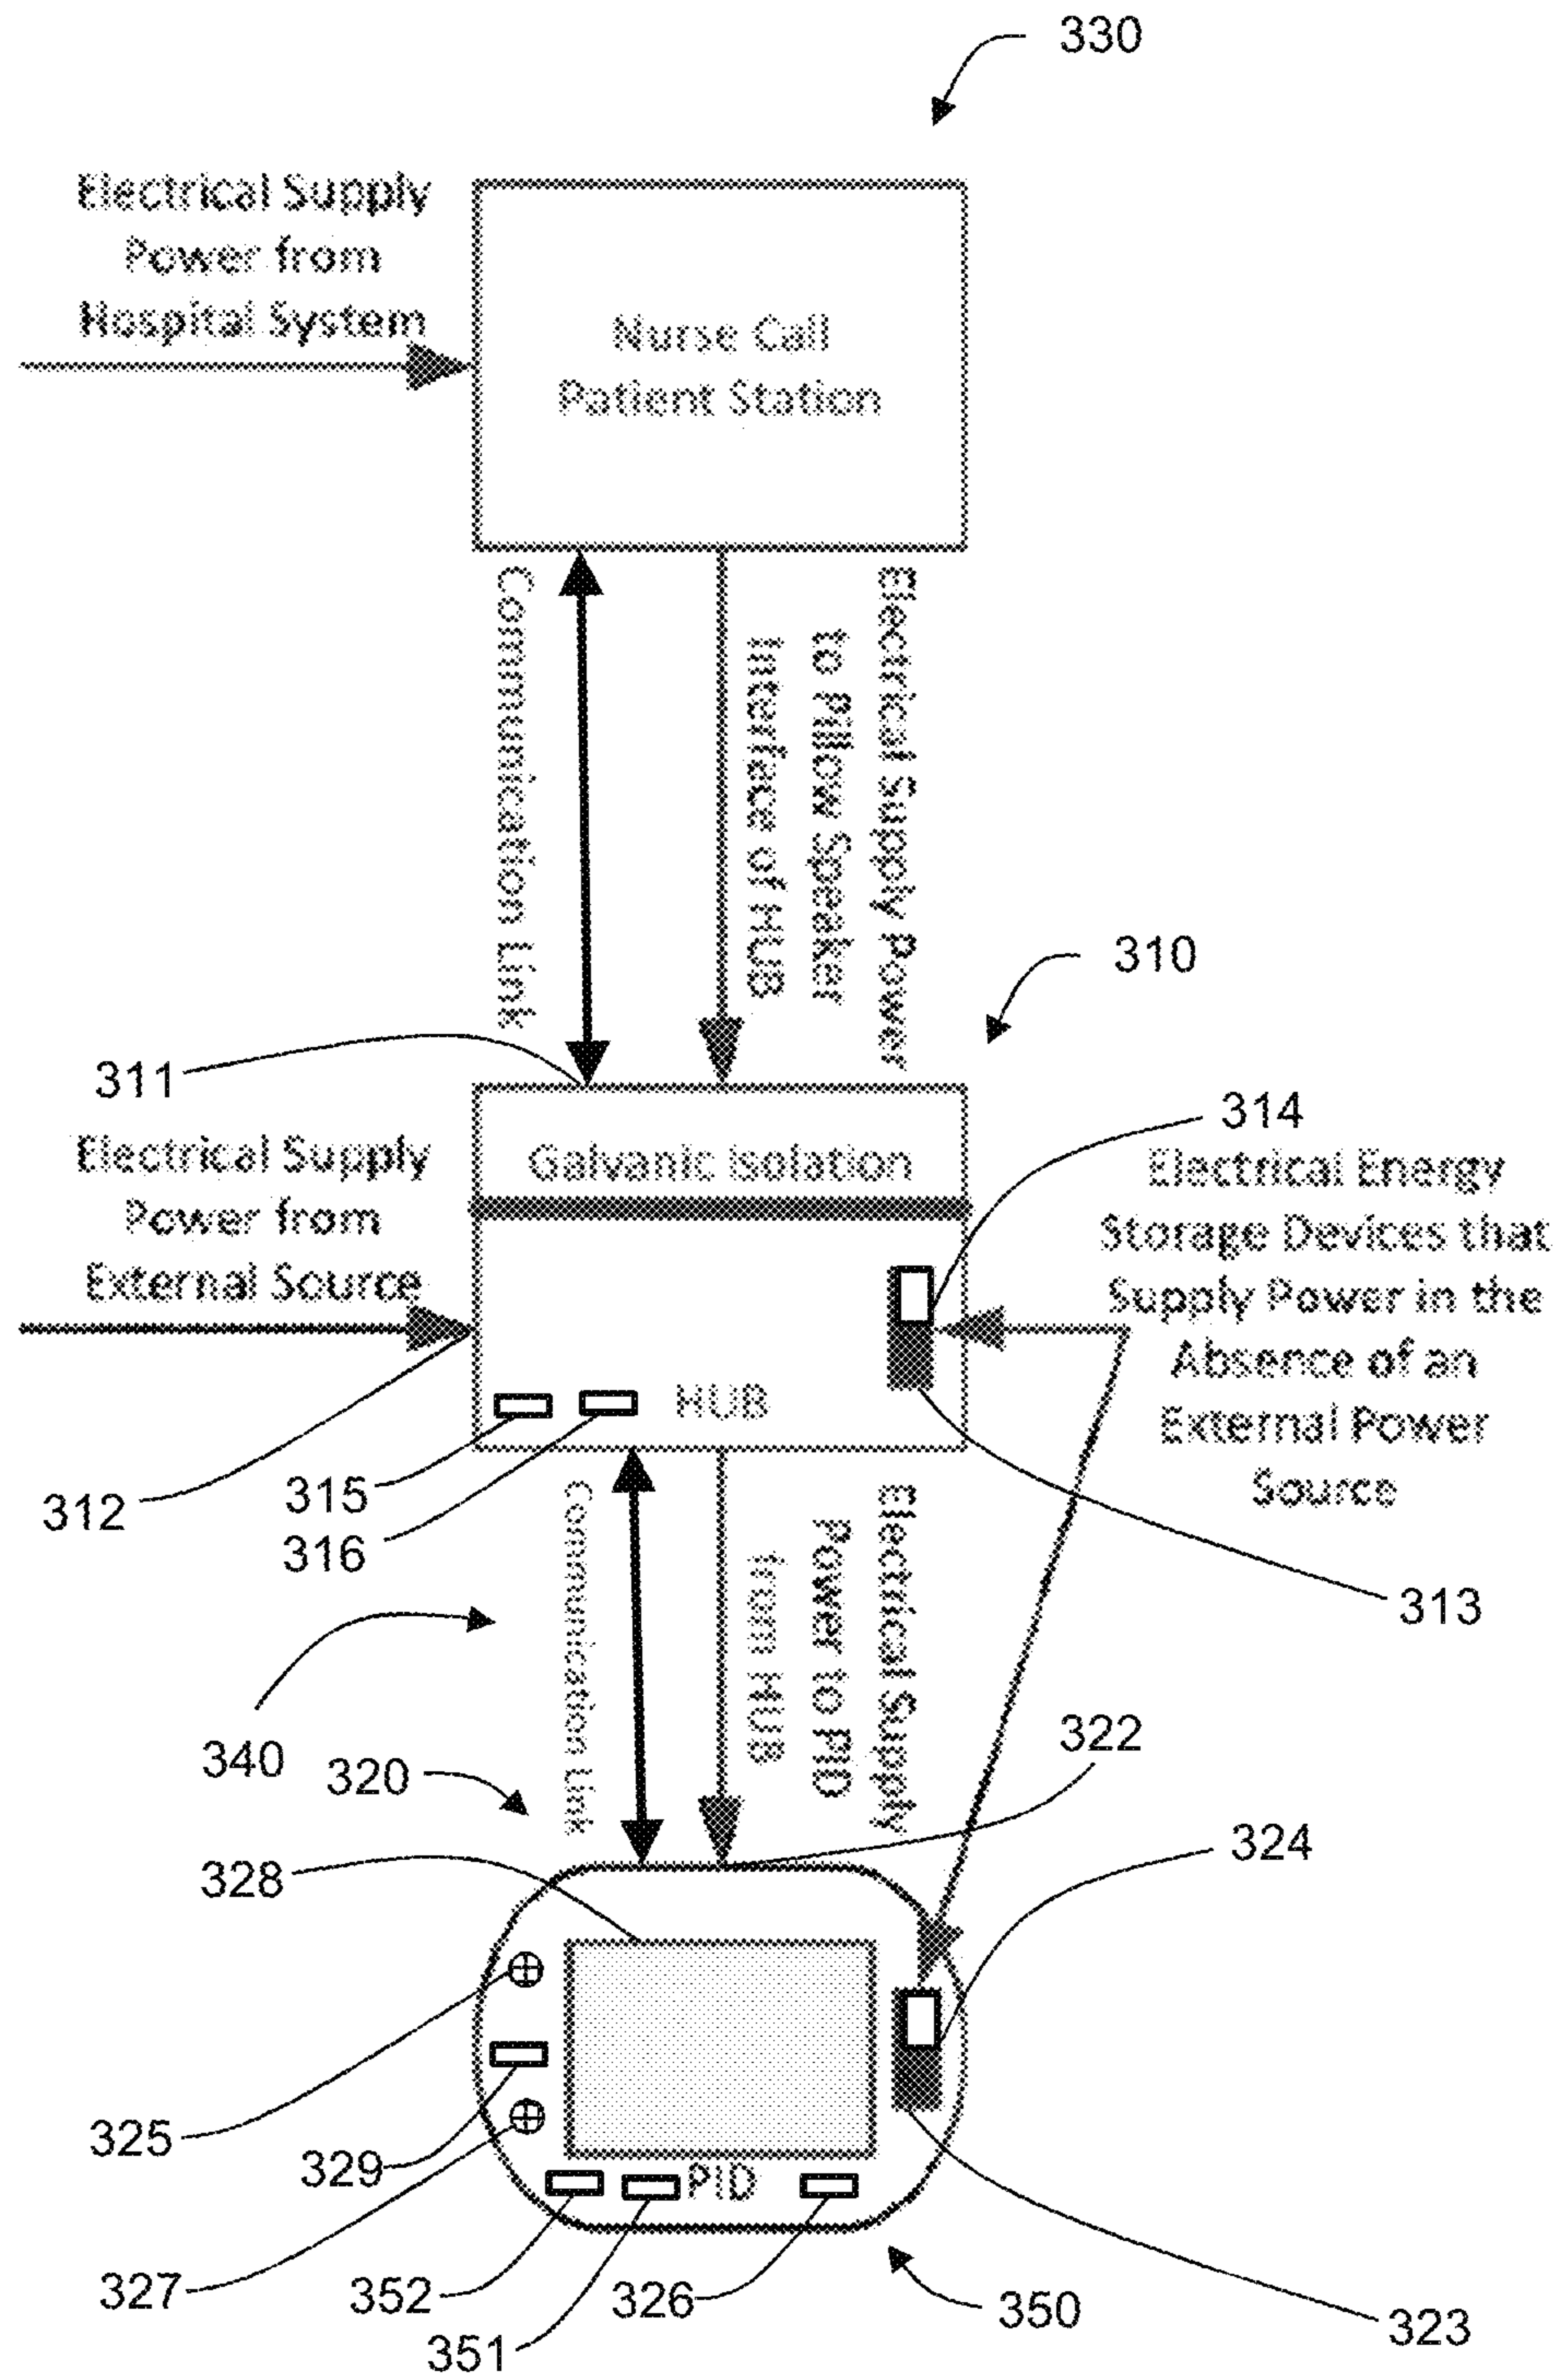 330
Electrical Supply
Power from
Hospital System
Nurse Call
Patient Station
Communication Link
Electrical Supply Power
to Pillow Speaker
Interface of HUB
310
311
314
Electrical Supply
Power from
External Source
Galvanic Isolation
Electrical Energy
Storage Devices that
Supply Power in the
Absence of an
External Power
Source
HUB
312
315
316
313
Communication Link
Electrical Supply
Power to PID
from HUB
340
320
322
328
324
325
329
PID
327
352
351
326
350
323